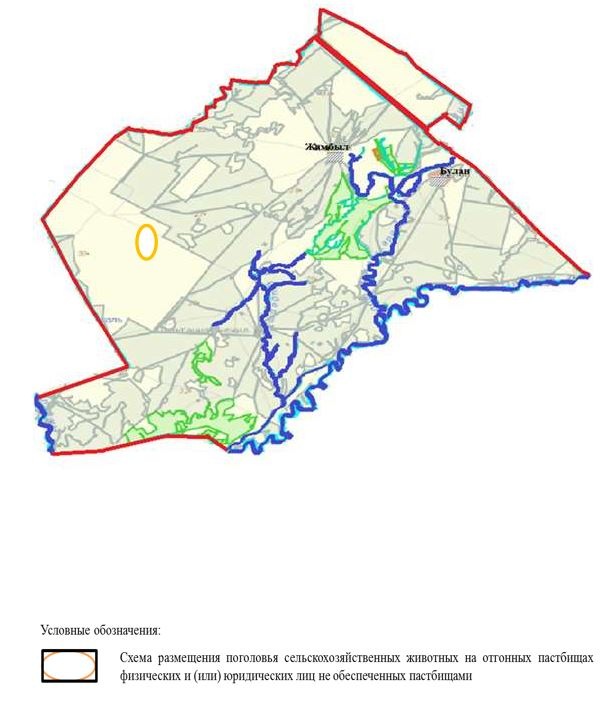 Жамбыл
Булан
Условные обозначения:
Схема размещения поголовья сельскохозяйственных животных на отгонных пастбищах
физических и (или) юридических лиц не обеспеченных пастбищами